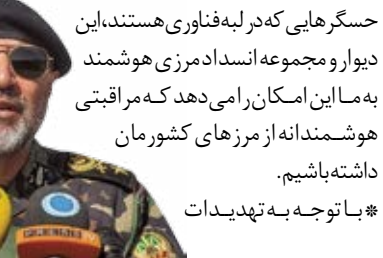 حسگرهایی که در لبه فناوری هستند، این
دیوار و مجموعه انسداد مرزی هوشمند
به ما این امکان را می دهد که مراقبتی
هوشمندانه از مرزهای کشورمان
داشته باشیم.
* با توجه به تهدیدات